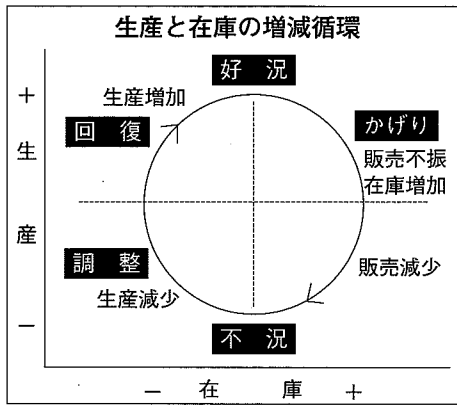 生産と在庫の増減循環
好況
生産増加
回復
かげり
販売不振
在庫増加
調整
生産減少
販売減少
不況
＋
生
産
−
− 在庫 ＋